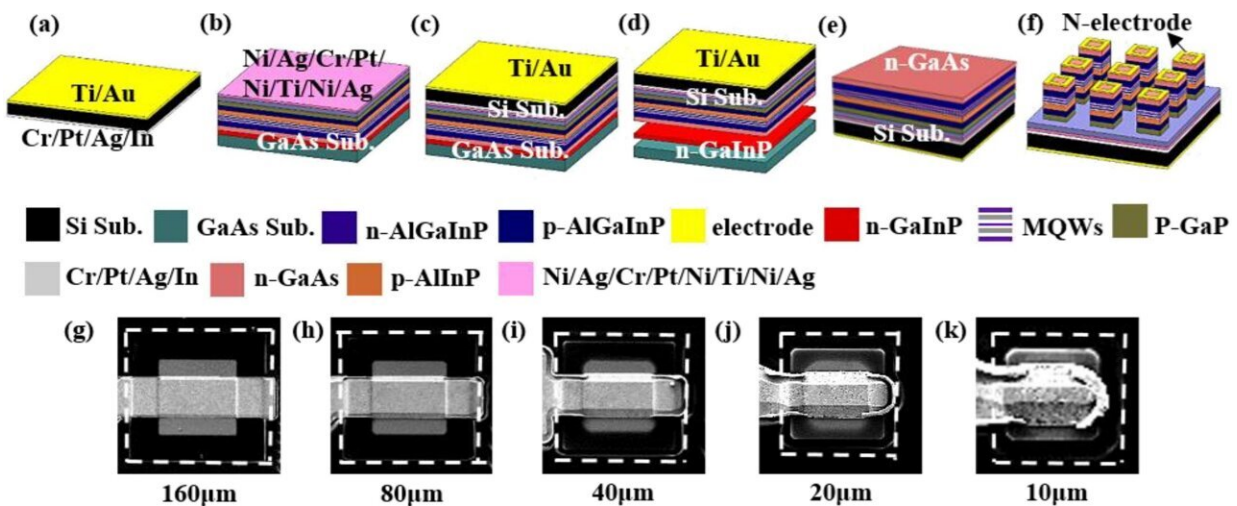 (a) (b) (c) (d) (e) (f) N-electrode
Ti/Au
Cr/Pt/Ag/In
Ni/Ag/Cr/Pt/
Ni/Ti/Ni/Ag
GaAs Sub.
Ti/Au
Si Sub.
GaAs Sub.
Ti/Au
Si Sub.
n-GaInP
n-GaAs
Si Sub.
Si Sub. GaAs Sub. n-AlGaInP p-AlGaInP electrode n-GaInP MQWs P-GaP
Cr/Pt/Ag/In n-GaAs p-AlInP Ni/Ag/Cr/Pt/Ni/Ti/Ni/Ag
(g) (h) (i) (j) (k)
160μm 80μm 40μm 20μm 10μm